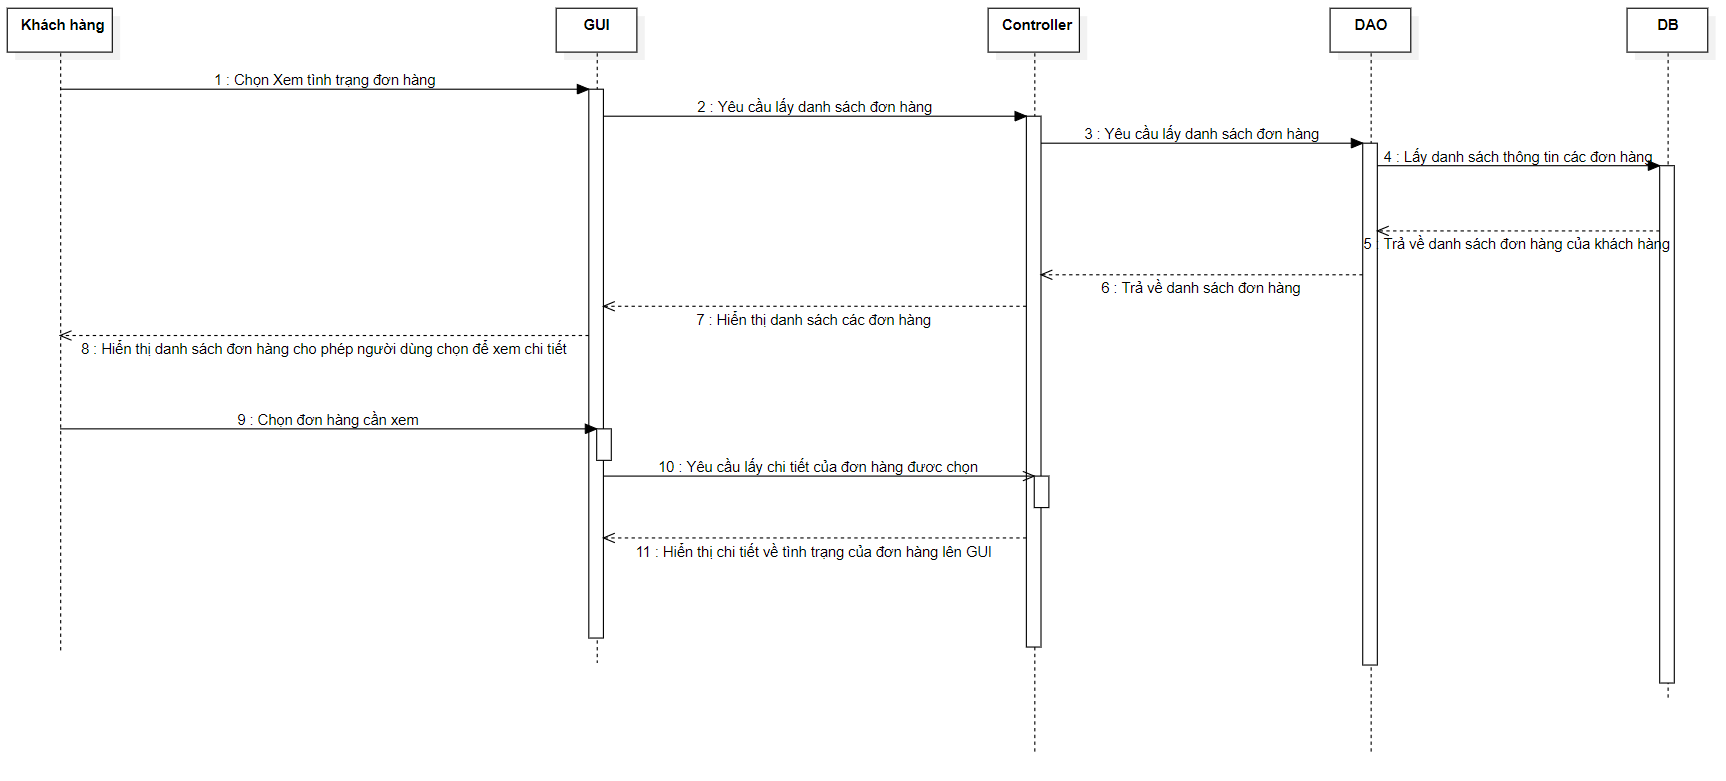 Khách hàng
GUI
Controller
DAO
DB
1 : Chọn Xem tình trạng đơn hàng
2 : Yêu cầu lấy danh sách đơn hàng
3 : Yêu cầu lấy danh sách đơn hàng
4 : Lấy danh sách thông tin các đơn hàng
5 : Trả về danh sách đơn hàng của khách hàng
6 : Trả về danh sách đơn hàng
7 : Hiển thị danh sách các đơn hàng
8 : Hiển thị danh sách đơn hàng cho phép người dùng chọn để xem chi tiết
9 : Chọn đơn hàng cần xem
10 : Yêu cầu lấy chi tiết của đơn hàng đươc chọn
11 : Hiển thị chi tiết về tình trạng của đơn hàng lên GUI